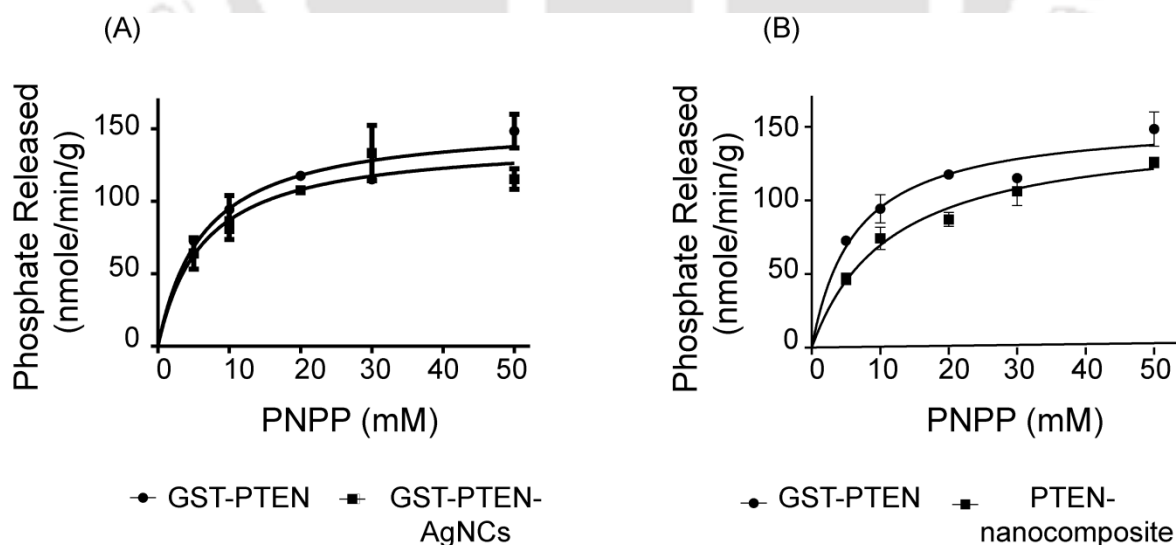 (A)
Phosphate Released
(nmole/min/g)
150
100
50
0
0 10 20 30 40 50
PNPP (mM)
GST-PTEN GST-PTEN-
AgNCs
(B)
Phosphate Released
(nmole/min/g)
150
100
50
0
0 10 20 30 40 50
PNPP (mM)
GST-PTEN PTEN-
nanocomposite